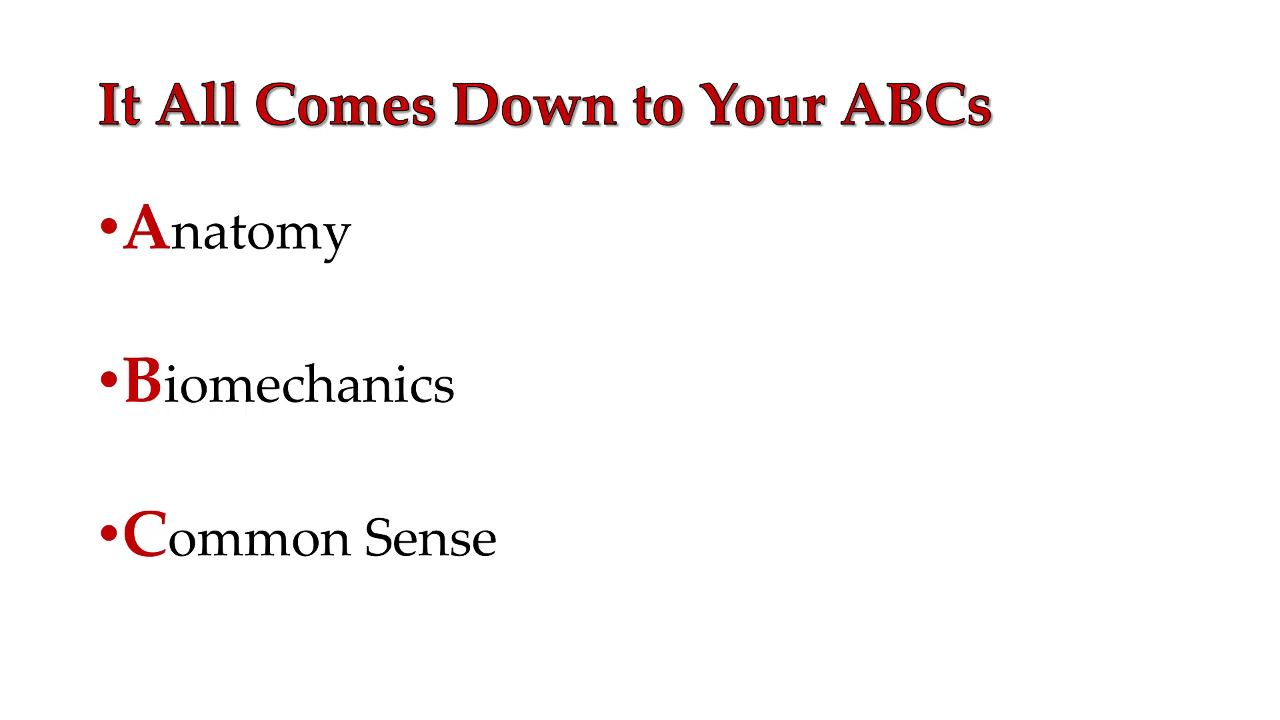 It All Comes Down to Your ABCs
•Anatomy
•Biomechanics
•Common Sense